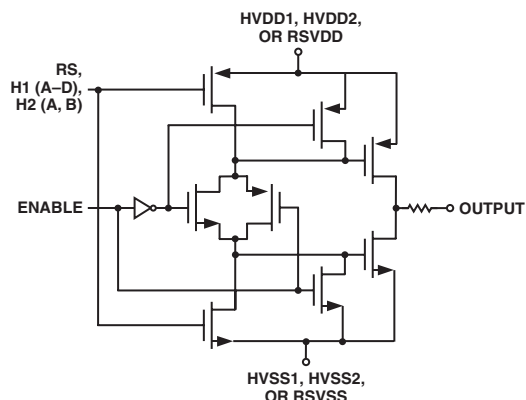 HVDD1, HVDD2,
OR RSVDD
RS,
H1 (A–D),
H2 (A, B)
ENABLE
OUTPUT
HVSS1, HVSS2,
OR RSVSS